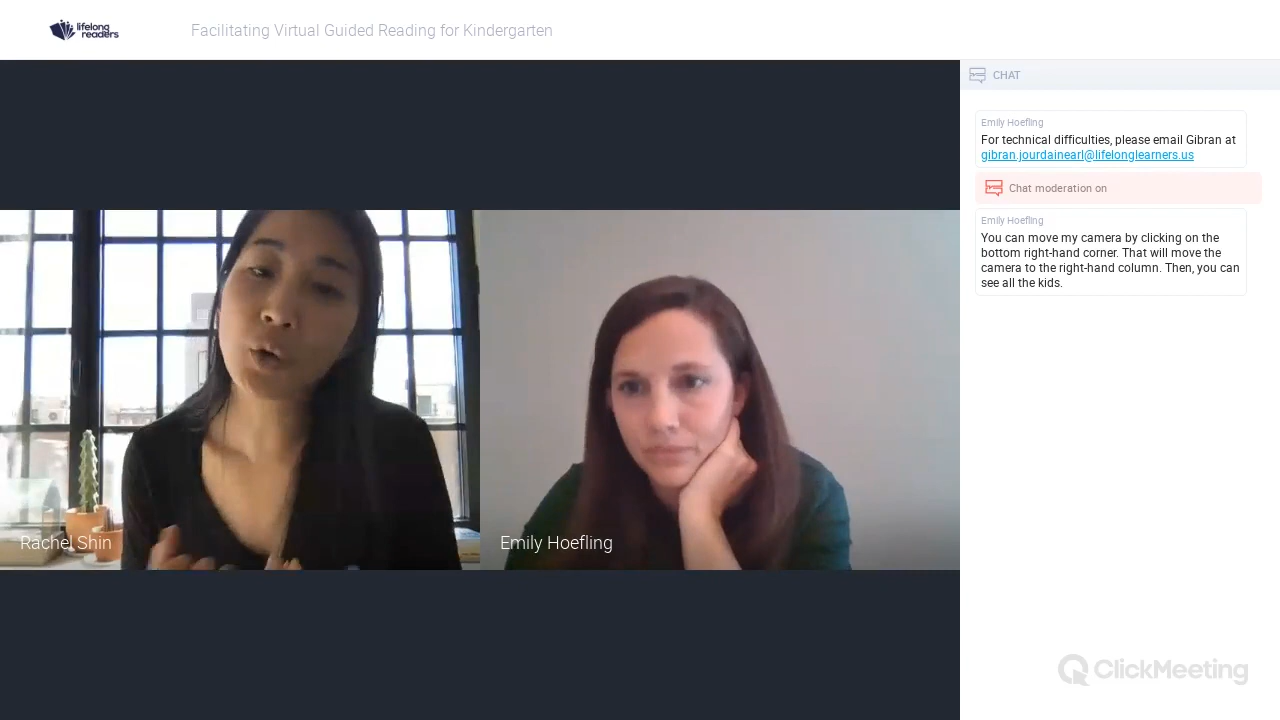 lifelong
readers
Facilitating Virtual Guided Reading for Kindergarten
CHAT
Emily Hoefling
For technical difficulties, please email Gibran at
gibran.jourdainearl@lifelonglearners.us
Chat moderation on
Emily Hoefling
You can move my camera by clicking on the
bottom right-hand corner. That will move the
camera to the right-hand column. Then, you can
see all the kids.
Rachel Shin
Emily Hoefling
ClickMeeting